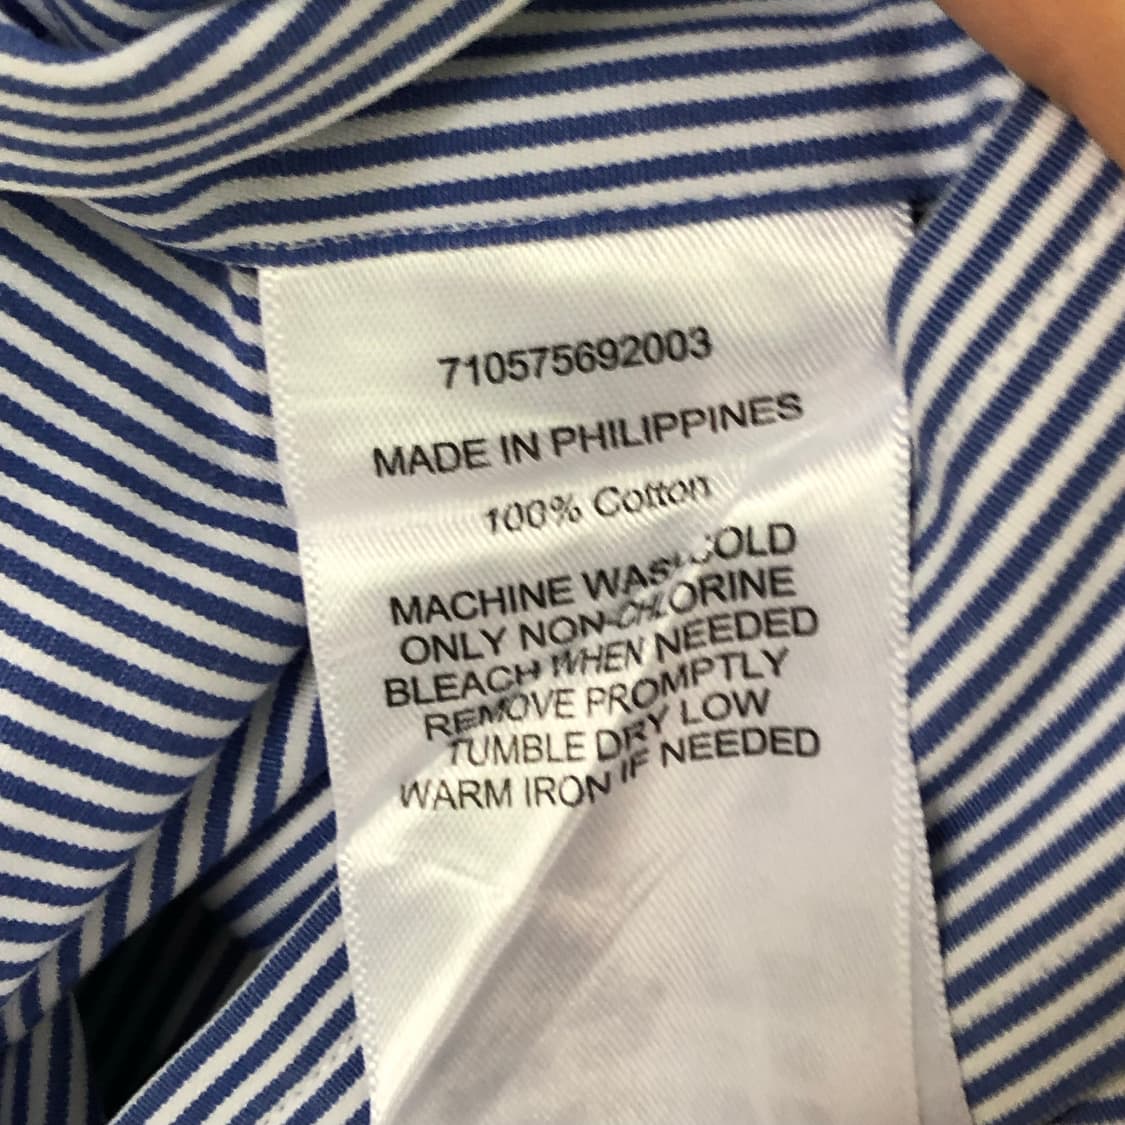 710575692003
MADE IN PHILIPPINES
100% Cotton
MACHINE WASH COLD
ONLY NON-CHLORINE
BLEACH WHEN NEEDED
REMOVE PROMPTLY
TUMBLE DRY LOW
WARM IRON IF NEEDED